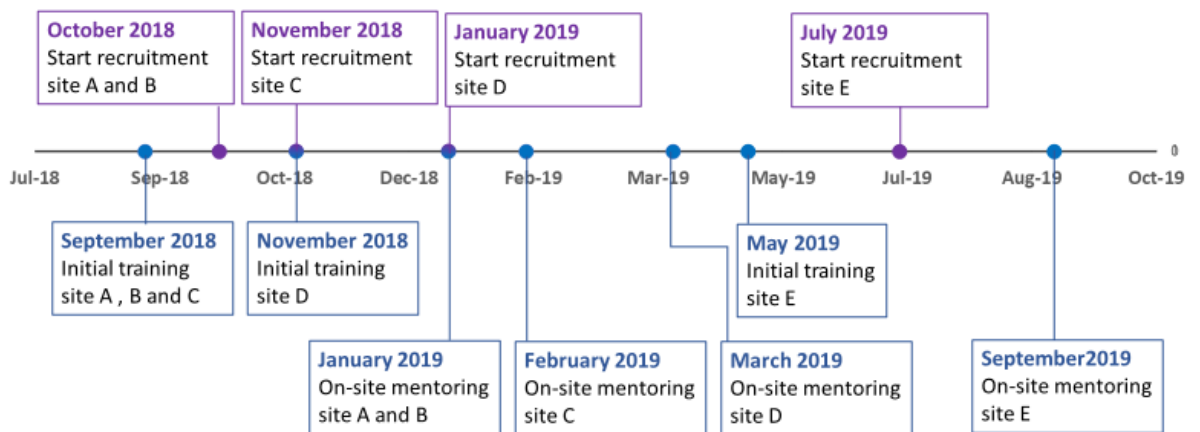 October 2018
Start recruitment
site A and B
November 2018
Start recruitment
site C
January 2019
Start recruitment
site D
July 2019
Start recruitment
site E
0
Jul-18
Sep-18
Oct-18
Dec-18
Feb-19
Mar-19
May-19
Jul-19
Aug-19
Oct-19
September 2018
Initial training
site A , B and C
November 2018
Initial training
site D
May 2019
Initial training
site E
January 2019
On-site mentoring
site A and B
February 2019
On-site mentoring
site C
March 2019
On-site mentoring
site D
September2019
On-site mentoring
site E